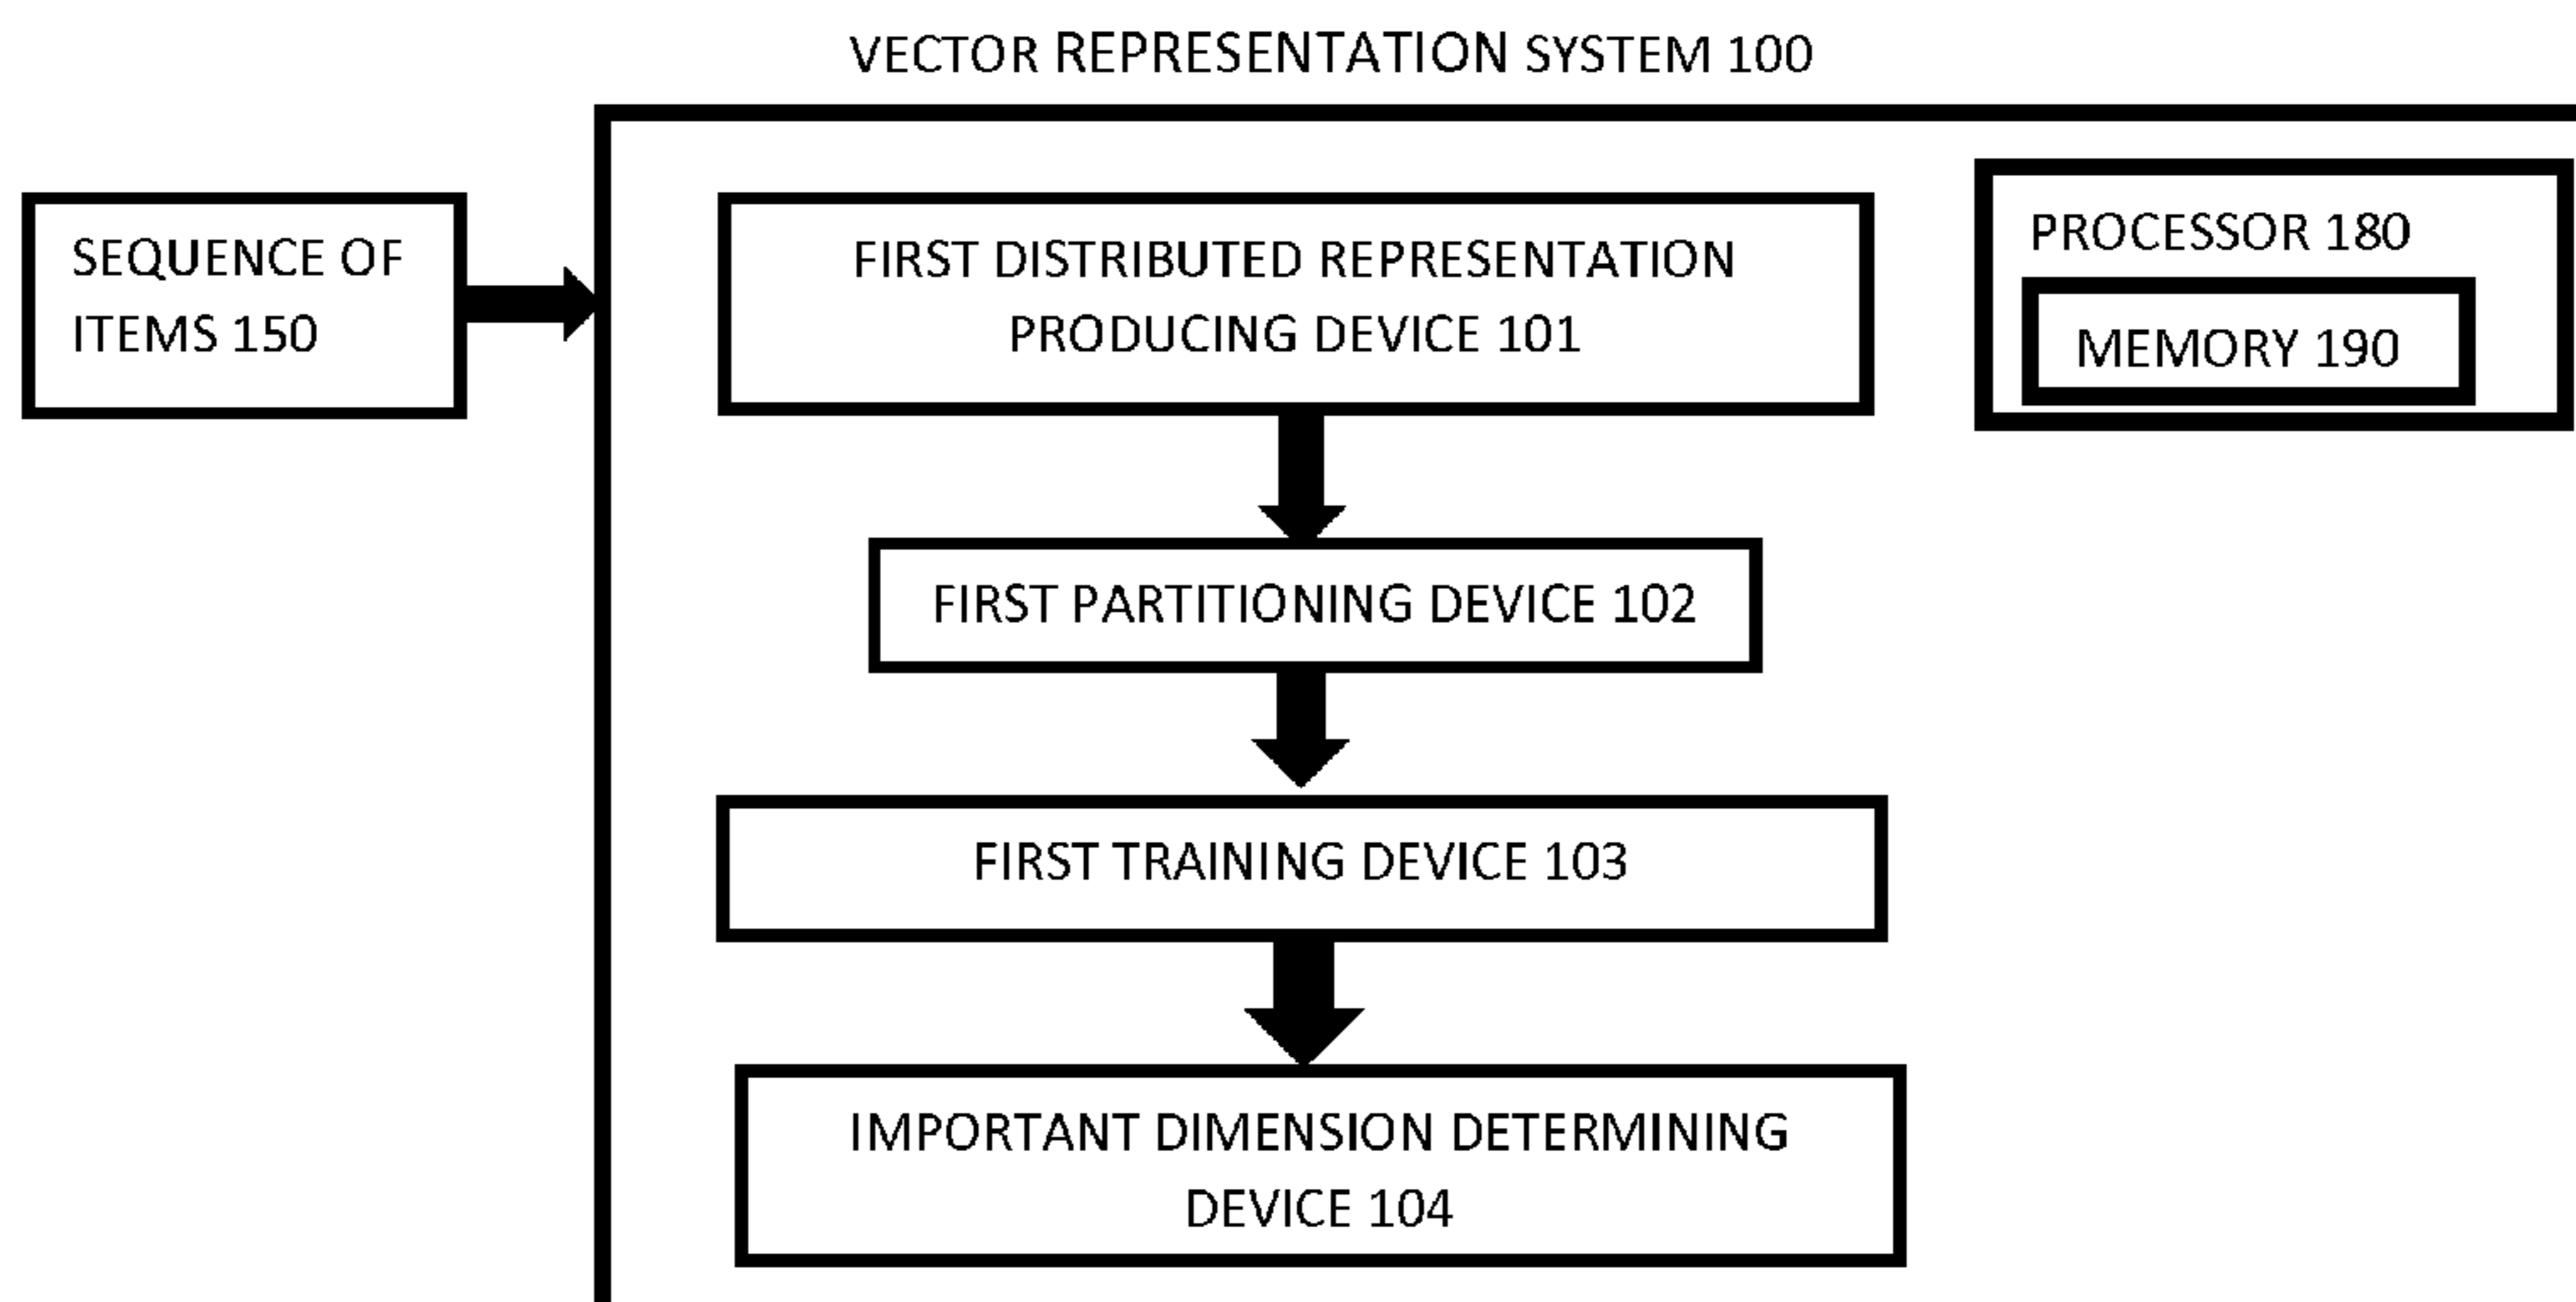 VECTOR REPRESENTATION SYSTEM 100
SEQUENCE OF
ITEMS 150
FIRST DISTRIBUTED REPRESENTATION
PRODUCING DEVICE 101
PROCESSOR 180
MEMORY 190
FIRST PARTITIONING DEVICE 102
FIRST TRAINING DEVICE 103
IMPORTANT DIMENSION DETERMINING
DEVICE 104